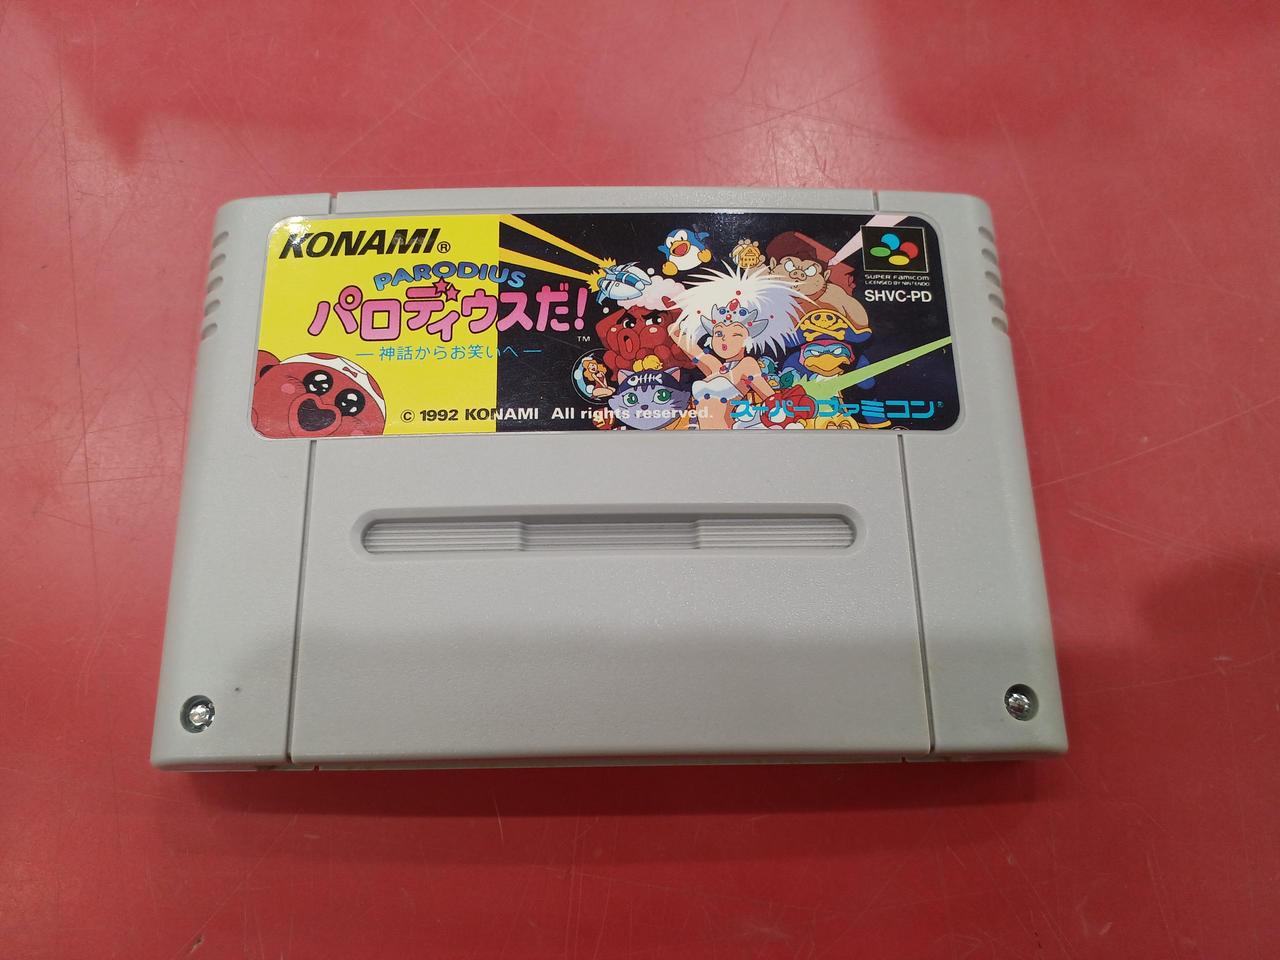 KONAMI®
PARODIUS
パロディウスだ!
TM
—神話からお笑いへ—
© 1992 KONAMI All rights reserved.
SUPER FAMICOM
LICENSED BY NINTENDO
SHVC-PD
スーパーファミコン®